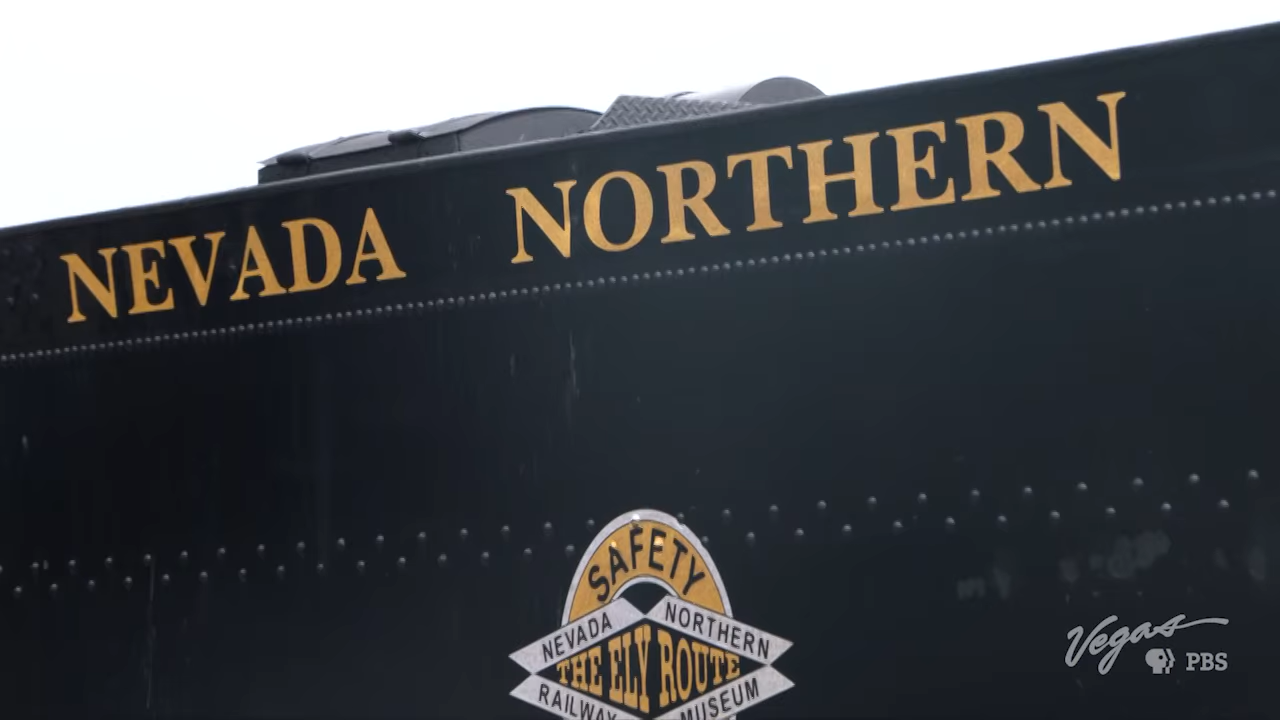 NEVADA NORTHERN
SAFETY
NEVADA NORTHERN
THE ELY ROUTE
RAILWAY MUSEUM
Vegas
PBS